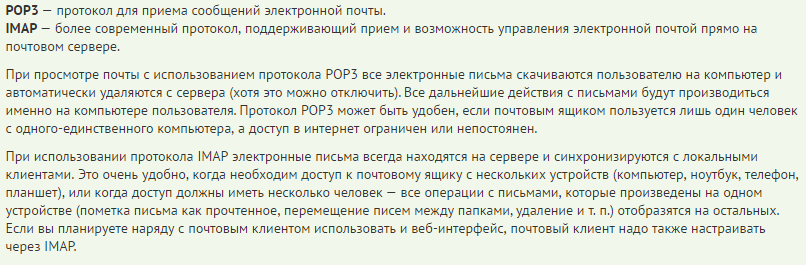 POP3 — протокол для приема сообщений электронной почты.
IMAP — более современный протокол, поддерживающий прием и возможность управления электронной почтой прямо на
почтовом сервере.
При просмотре почты с использованием протокола POP3 все электронные письма скачиваются пользователю на компьютер и
автоматически удаляются с сервера (хотя это можно отключить). Все дальнейшие действия с письмами будут производиться
именно на компьютере пользователя. Протокол POP3 может быть удобен, если почтовым ящиком пользуется лишь один человек
с одного-единственного компьютера, а доступ в интернет ограничен или непостоянен.
При использовании протокола IMAP электронные письма всегда находятся на сервере и синхронизируются с локальными
клиентами. Это очень удобно, когда необходим доступ к почтовому ящику с нескольких устройств (компьютер, ноутбук, телефон,
планшет), или когда доступ должны иметь несколько человек — все операции с письмами, которые произведены на одном
устройстве (пометка письма как прочтенное, перемещение писем между папками, удаление и т. п.) отобразятся на остальных.
Если вы планируете наряду с почтовым клиентом использовать и веб-интерфейс, почтовый клиент надо также настраивать
через IMAP.